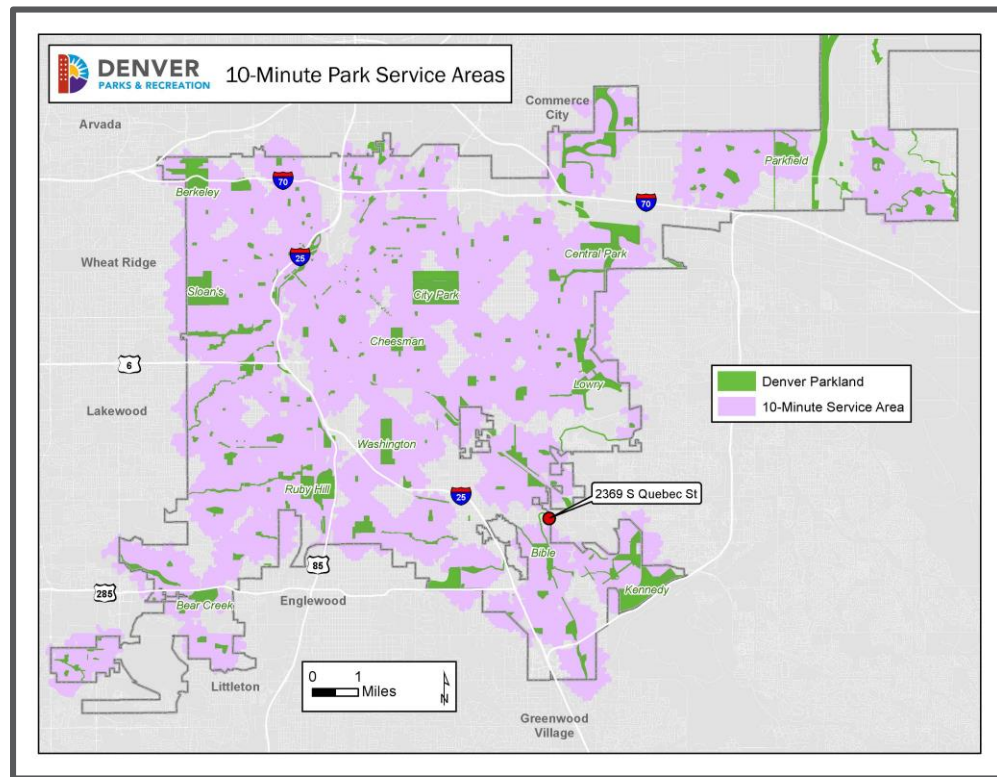 DENVER
PARKS & RECREATION
10-Minute Park Service Areas
Commerce
City
Arvada
Parkfield
70
Berkeley
70
Wheat Ridge
25
Central Park
Sloan's
City Park
Cheesman
6
Denver Parkland
Lowry
10-Minute Service Area
Lakewood
Washington
Ruby Hill
25
2369 S Quebec St
Bible
85
Kennedy
285
Bear Creek
Englewood
0 1
Miles
N
Littleton
Greenwood
Village